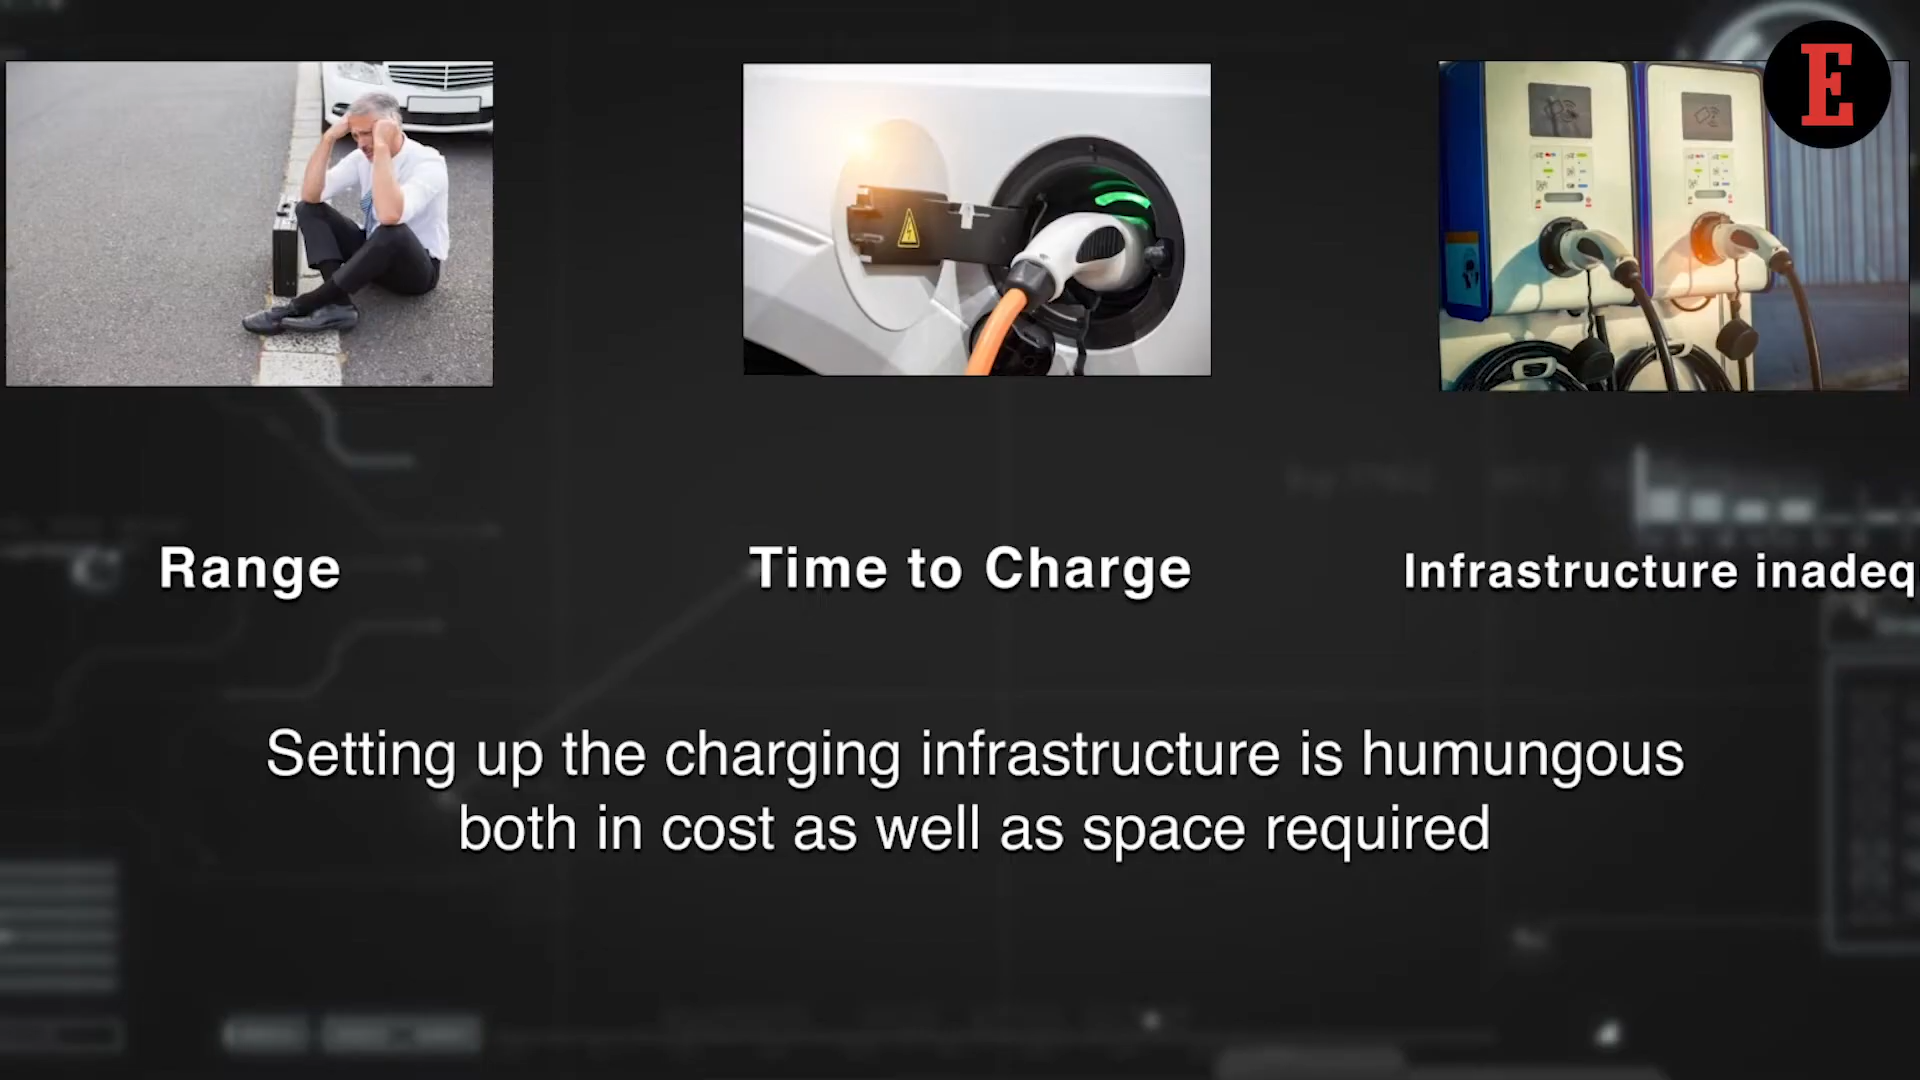 E
Range
Time to Charge
Infrastructure inadeq
Setting up the charging infrastructure is humungous
both in cost as well as space required